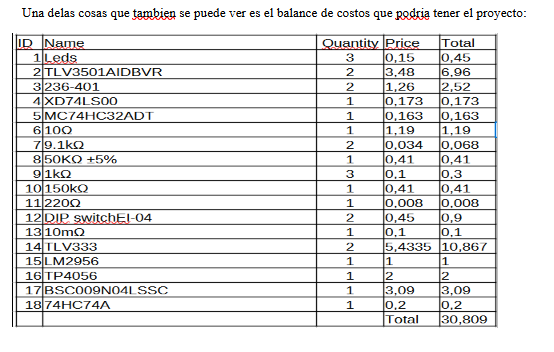 Una delas cosas que tambien se puede ver es el balance de costos que podria tener el proyecto:
ID Name Quantity Price Total
1 Leds 3 0,15 0,45
2 TLV3501AIDBVR 2 3,48 6,96
3 236-401 2 1,26 2,52
4 XD74LS00 1 0,173 0,173
5 MC74HC32ADT 1 0,163 0,163
6 10Ω 1 1,19 1,19
7 9.1kΩ 2 0,034 0,068
8 50KΩ ±5% 1 0,41 0,41
9 1kΩ 3 0,1 0,3
10 150kΩ 1 0,41 0,41
11 220Ω 1 0,008 0,008
12 DIP switchEI-04 2 0,45 0,9
13 10mΩ 1 0,1 0,1
14 TLV333 2 5,4335 10,867
15 LM2956 1 1 1
16 TP4056 1 2 2
17 BSC009N04LSSC 1 3,09 3,09
18 74HC74A 1 0,2 0,2
Total 30,809